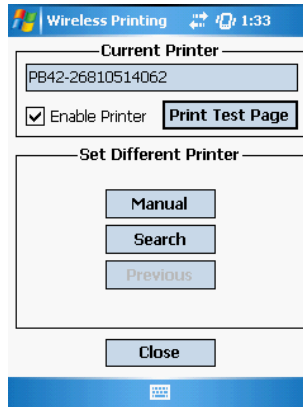 Wireless Printing 1:33
Current Printer
PB42-26810514062
Enable Printer Print Test Page
Set Different Printer
Manual
Search
Previous
Close